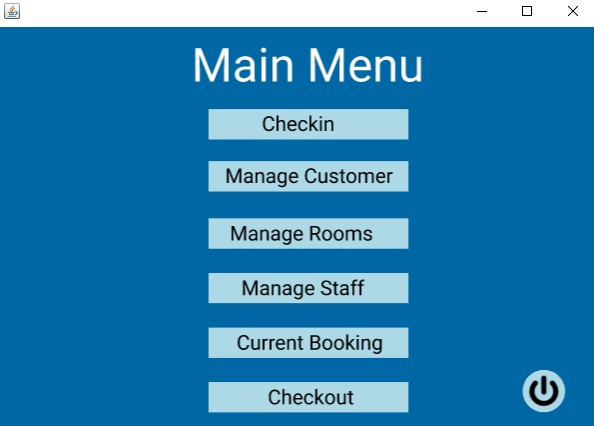 Main Menu
Checkin
Manage Customer
Manage Rooms
Manage Staff
Current Booking
Checkout